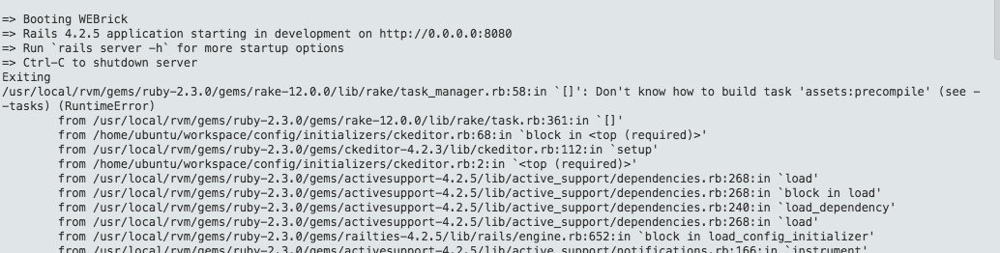 => Booting WEBrick
=> Rails 4.2.5 application starting in development on http://0.0.0.0:8080
=> Run `rails server -h` for more startup options
=> Ctrl-C to shutdown server
Exiting
/usr/local/rvm/gems/ruby-2.3.0/gems/rake-12.0.0/lib/rake/task_manager.rb:58:in `[]': Don't know how to build task 'assets:precompile' (see -
-tasks) (RuntimeError)
	from /usr/local/rvm/gems/ruby-2.3.0/gems/rake-12.0.0/lib/rake/task.rb:361:in `[]'
	from /home/ubuntu/workspace/config/initializers/ckeditor.rb:68:in `block in <top (required)>'
	from /usr/local/rvm/gems/ruby-2.3.0/gems/ckeditor-4.2.3/lib/ckeditor.rb:112:in `setup'
	from /home/ubuntu/workspace/config/initializers/ckeditor.rb:2:in `<top (required)>'
	from /usr/local/rvm/gems/ruby-2.3.0/gems/activesupport-4.2.5/lib/active_support/dependencies.rb:268:in `load'
	from /usr/local/rvm/gems/ruby-2.3.0/gems/activesupport-4.2.5/lib/active_support/dependencies.rb:268:in `block in load'
	from /usr/local/rvm/gems/ruby-2.3.0/gems/activesupport-4.2.5/lib/active_support/dependencies.rb:240:in `load_dependency'
	from /usr/local/rvm/gems/ruby-2.3.0/gems/activesupport-4.2.5/lib/active_support/dependencies.rb:268:in `load'
	from /usr/local/rvm/gems/ruby-2.3.0/gems/railties-4.2.5/lib/rails/engine.rb:652:in `block in load_config_initializer'
	from /usr/local/rvm/gems/ruby-2.3.0/gems/activesupport-4.2.5/lib/active_support/notifications.rb:166:in `instrument'